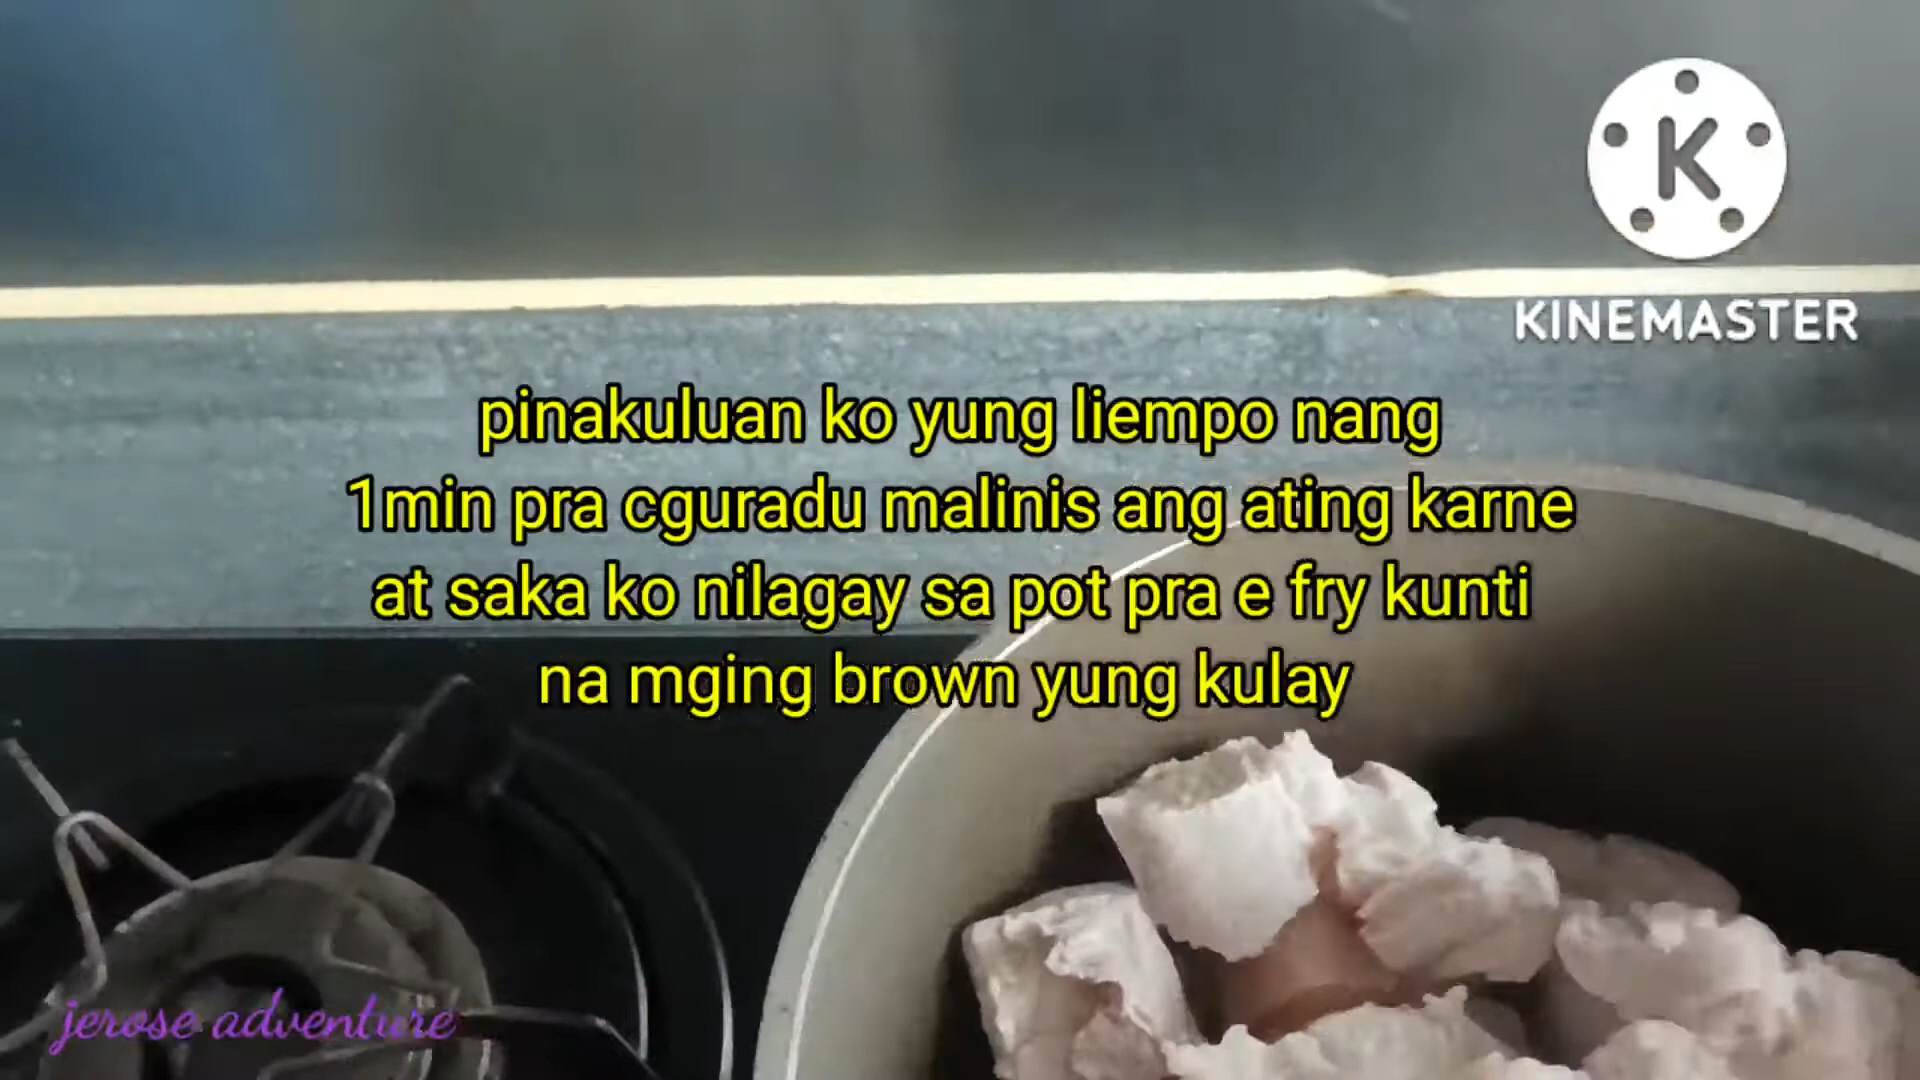 K
KINEMASTER
pinakuluan ko yung liempo nang
1min pra cguradu malinis ang ating karne
at saka ko nilagay sa pot pra e fry kunti
na mging brown yung kulay
jerose adventure